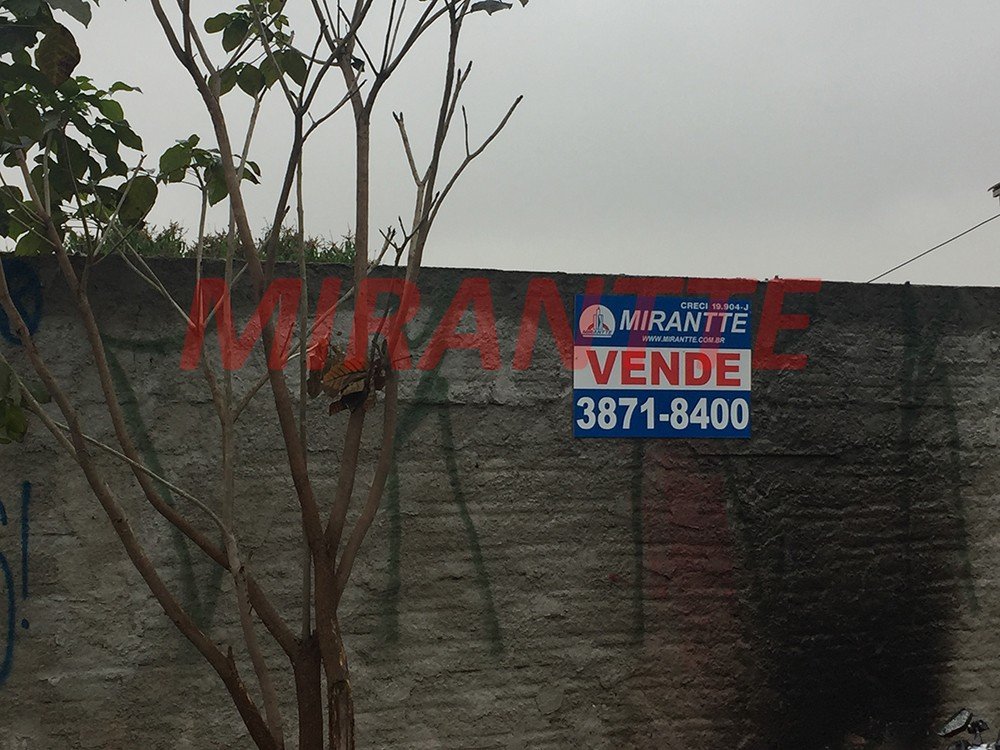 MIRANTTE
CRECI 19.904-J
MIRANTTE
WWW.MIRANTTE.COM.BR
VENDE
3871-8400